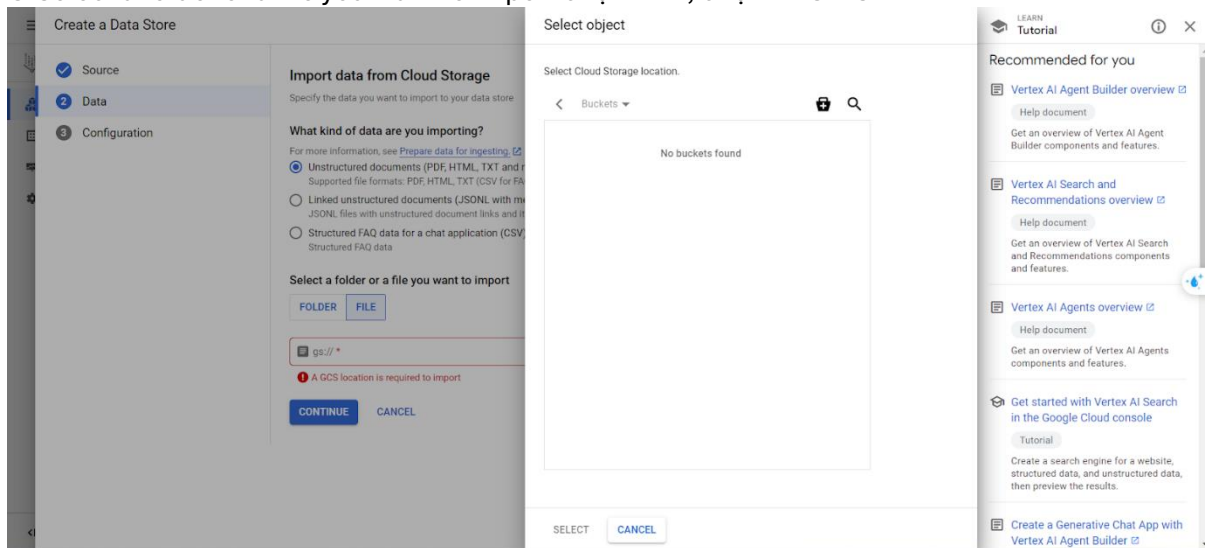 Create a Data Store
Source
2 Data
3 Configuration
Import data from Cloud Storage
Specify the data you want to import to your data store
What kind of data are you importing?
For more information, see Prepare data for ingesting.
Unstructured documents (PDF, HTML, TXT and
Supported file formats: PDF, HTML, TXT (CSV for
Linked unstructured documents (JSONL with
JSONL files with unstructured document links and
Structured FAQ data for a chat application (CSV)
Structured FAQ data
Select a folder or a file you want to import
FOLDER FILE
gs:// *
A GCS location is required to import
CONTINUE CANCEL
Select object
Select Cloud Storage location.
Buckets
No buckets found
SELECT CANCEL
LEARN
Tutorial
Recommended for you
Vertex AI Agent Builder overview
Help document
Get an overview of Vertex AI Agent
Builder components and features.
Vertex AI Search and
Recommendations overview
Help document
Get an overview of Vertex AI Search
and Recommendations components
and features.
Vertex AI Agents overview
Help document
Get an overview of Vertex AI Agents
components and features.
Get started with Vertex AI Search
in the Google Cloud console
Tutorial
Create a search engine for a website,
structured data, and unstructured data,
then preview the results.
Create a Generative Chat App with
Vertex AI Agent Builder